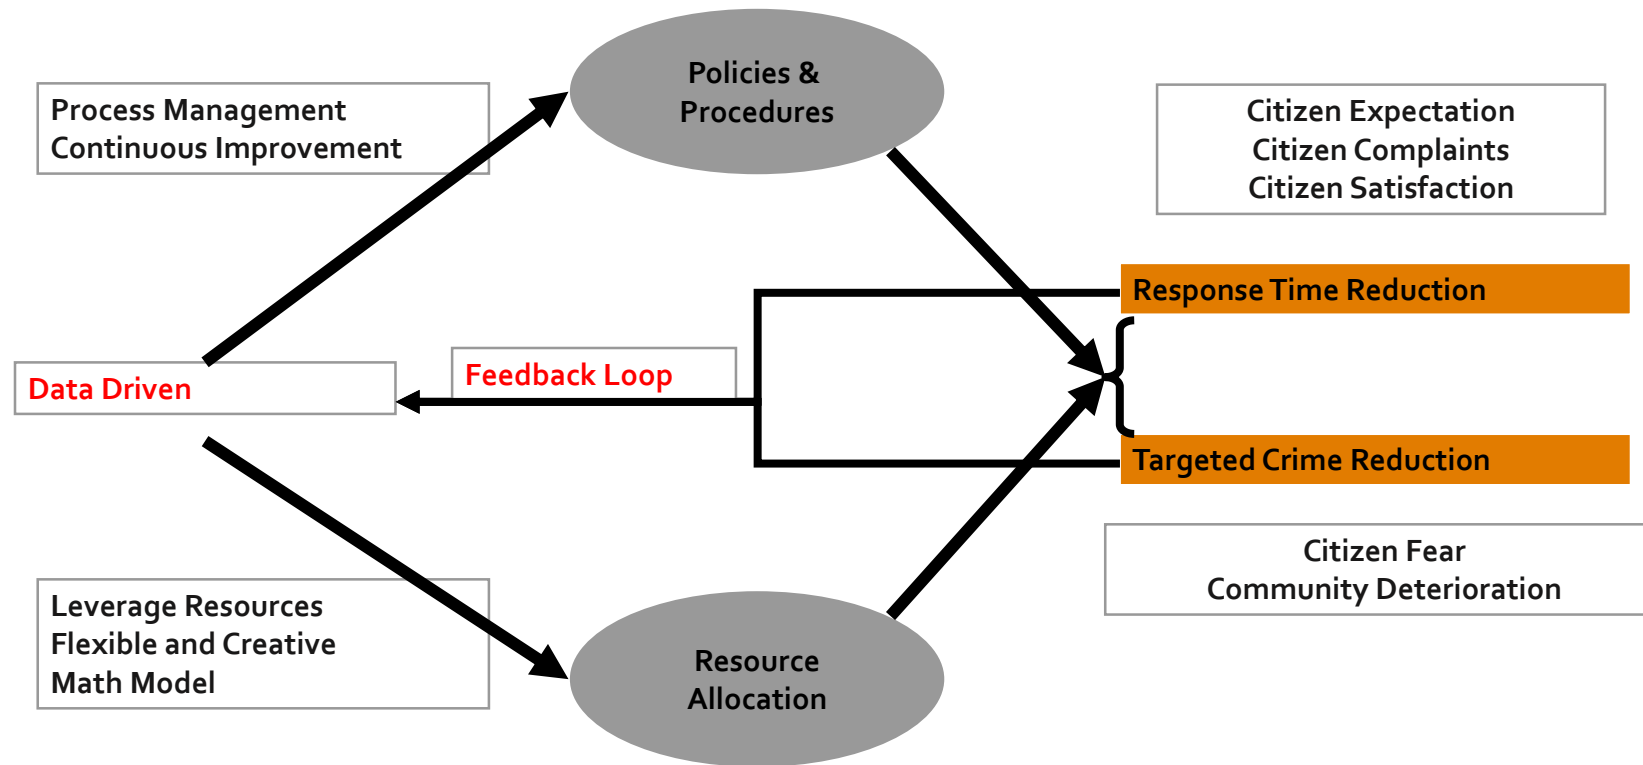 Policies &
Procedures
Process Management
Continuous Improvement
Citizen Expectation
Citizen Complaints
Citizen Satisfaction
Response Time Reduction
Data Driven
Feedback Loop
Targeted Crime Reduction
Citizen Fear
Community Deterioration
Leverage Resources
Flexible and Creative
Math Model
Resource
Allocation